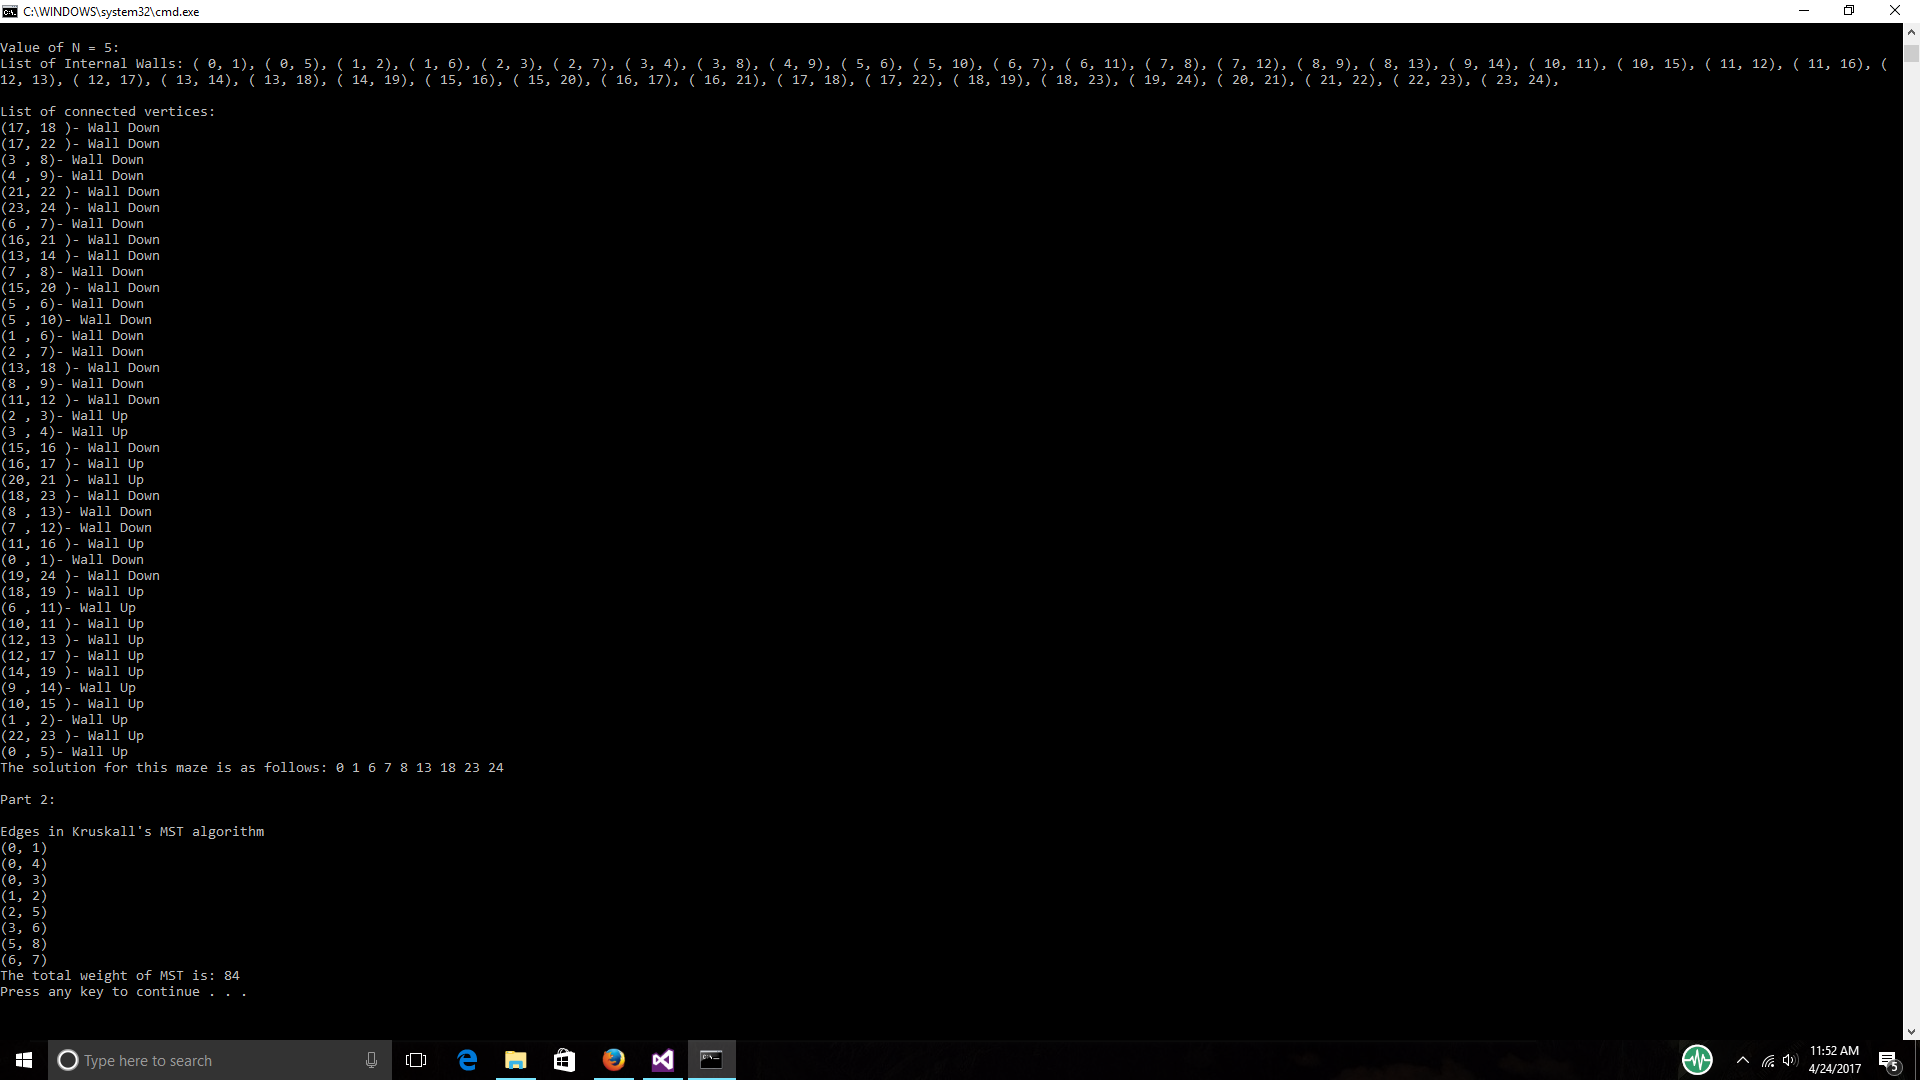 C:\WINDOWS\system32\cmd.exe
Value of N = 5:
List of Internal Walls: ( 0, 1), ( 0, 5), ( 1, 2), ( 1, 6), ( 2, 3), ( 2, 7), ( 3, 4), ( 3, 8), ( 4, 9), ( 5, 6), ( 5, 10), ( 6, 7), ( 6, 11), ( 7, 8), ( 7, 12), ( 8, 9), ( 8, 13), ( 9, 14), ( 10, 11), ( 10, 15), ( 11, 12), ( 11, 16), (
12, 13), ( 12, 17), ( 13, 14), ( 13, 18), ( 14, 19), ( 15, 16), ( 15, 20), ( 16, 17), ( 16, 21), ( 17, 18), ( 17, 22), ( 18, 19), ( 18, 23), ( 19, 24), ( 20, 21), ( 21, 22), ( 22, 23), ( 23, 24),
List of connected vertices:
(17, 18 )- Wall Down
(17, 22 )- Wall Down
(3 , 8)- Wall Down
(4 , 9)- Wall Down
(21, 22 )- Wall Down
(23, 24 )- Wall Down
(6 , 7)- Wall Down
(16, 21 )- Wall Down
(13, 14 )- Wall Down
(7 , 8)- Wall Down
(15, 20 )- Wall Down
(5 , 6)- Wall Down
(5 , 10)- Wall Down
(1 , 6)- Wall Down
(2 , 7)- Wall Down
(13, 18 )- Wall Down
(8 , 9)- Wall Down
(11, 12 )- Wall Down
(2 , 3)- Wall Up
(3 , 4)- Wall Up
(15, 16 )- Wall Down
(16, 17 )- Wall Up
(20, 21 )- Wall Up
(18, 23 )- Wall Down
(8 , 13)- Wall Down
(7 , 12)- Wall Down
(11, 16 )- Wall Up
(0 , 1)- Wall Down
(19, 24 )- Wall Down
(18, 19 )- Wall Up
(6 , 11)- Wall Up
(10, 11 )- Wall Up
(12, 13 )- Wall Up
(12, 17 )- Wall Up
(14, 19 )- Wall Up
(9 , 14)- Wall Up
(10, 15 )- Wall Up
(1 , 2)- Wall Up
(22, 23 )- Wall Up
(0 , 5)- Wall Up
The solution for this maze is as follows: 0 1 6 7 8 13 18 23 24
Part 2:
Edges in Kruskall's MST algorithm
(0, 1)
(0, 4)
(0, 3)
(1, 2)
(2, 5)
(3, 6)
(5, 8)
(6, 7)
The total weight of MST is: 84
Press any key to continue . . .
Type here to search
11:52 AM
4/24/2017
5